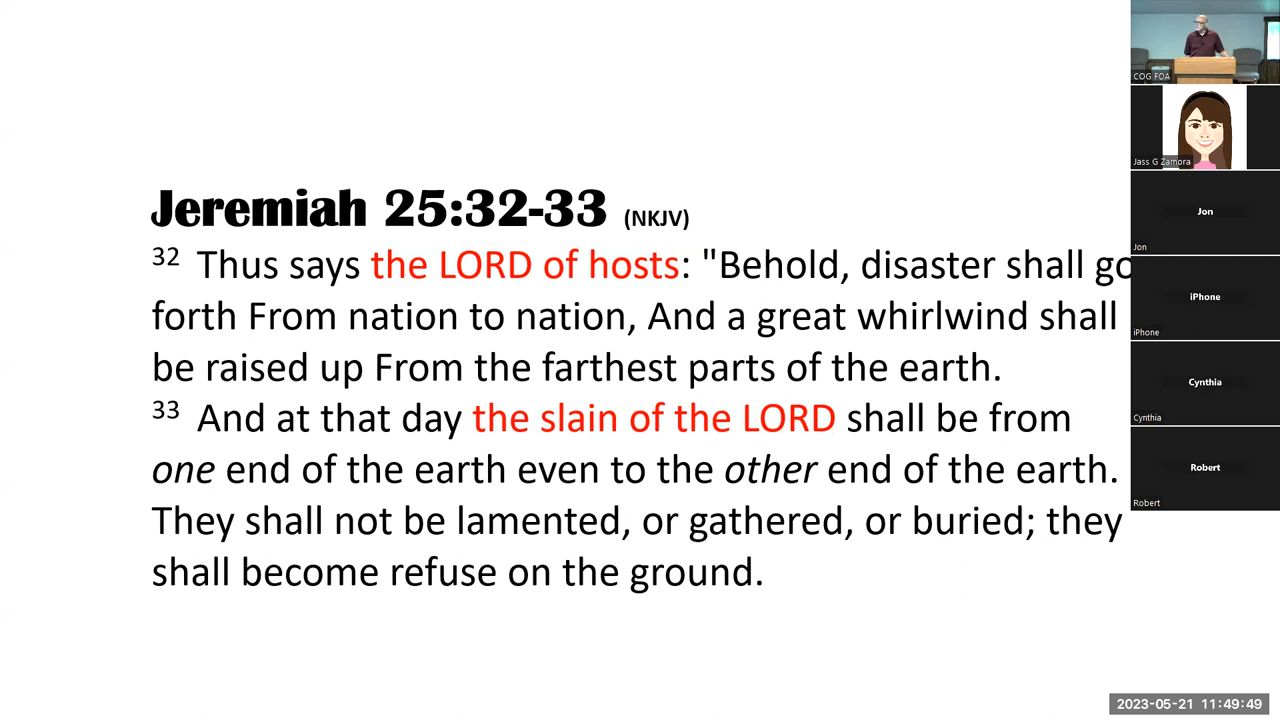 Jeremiah 25:32-33 (NKJV)
32 Thus says the LORD of hosts: "Behold, disaster shall go
forth From nation to nation, And a great whirlwind shall
be raised up From the farthest parts of the earth.
33 And at that day the slain of the LORD shall be from
one end of the earth even to the other end of the earth.
They shall not be lamented, or gathered, or buried; they
shall become refuse on the ground.
COG FOA
Jass G Zamora
Jon
Jon
iPhone
iPhone
Cynthia
Cynthia
Robert
Robert
2023-05-21 11:49:49